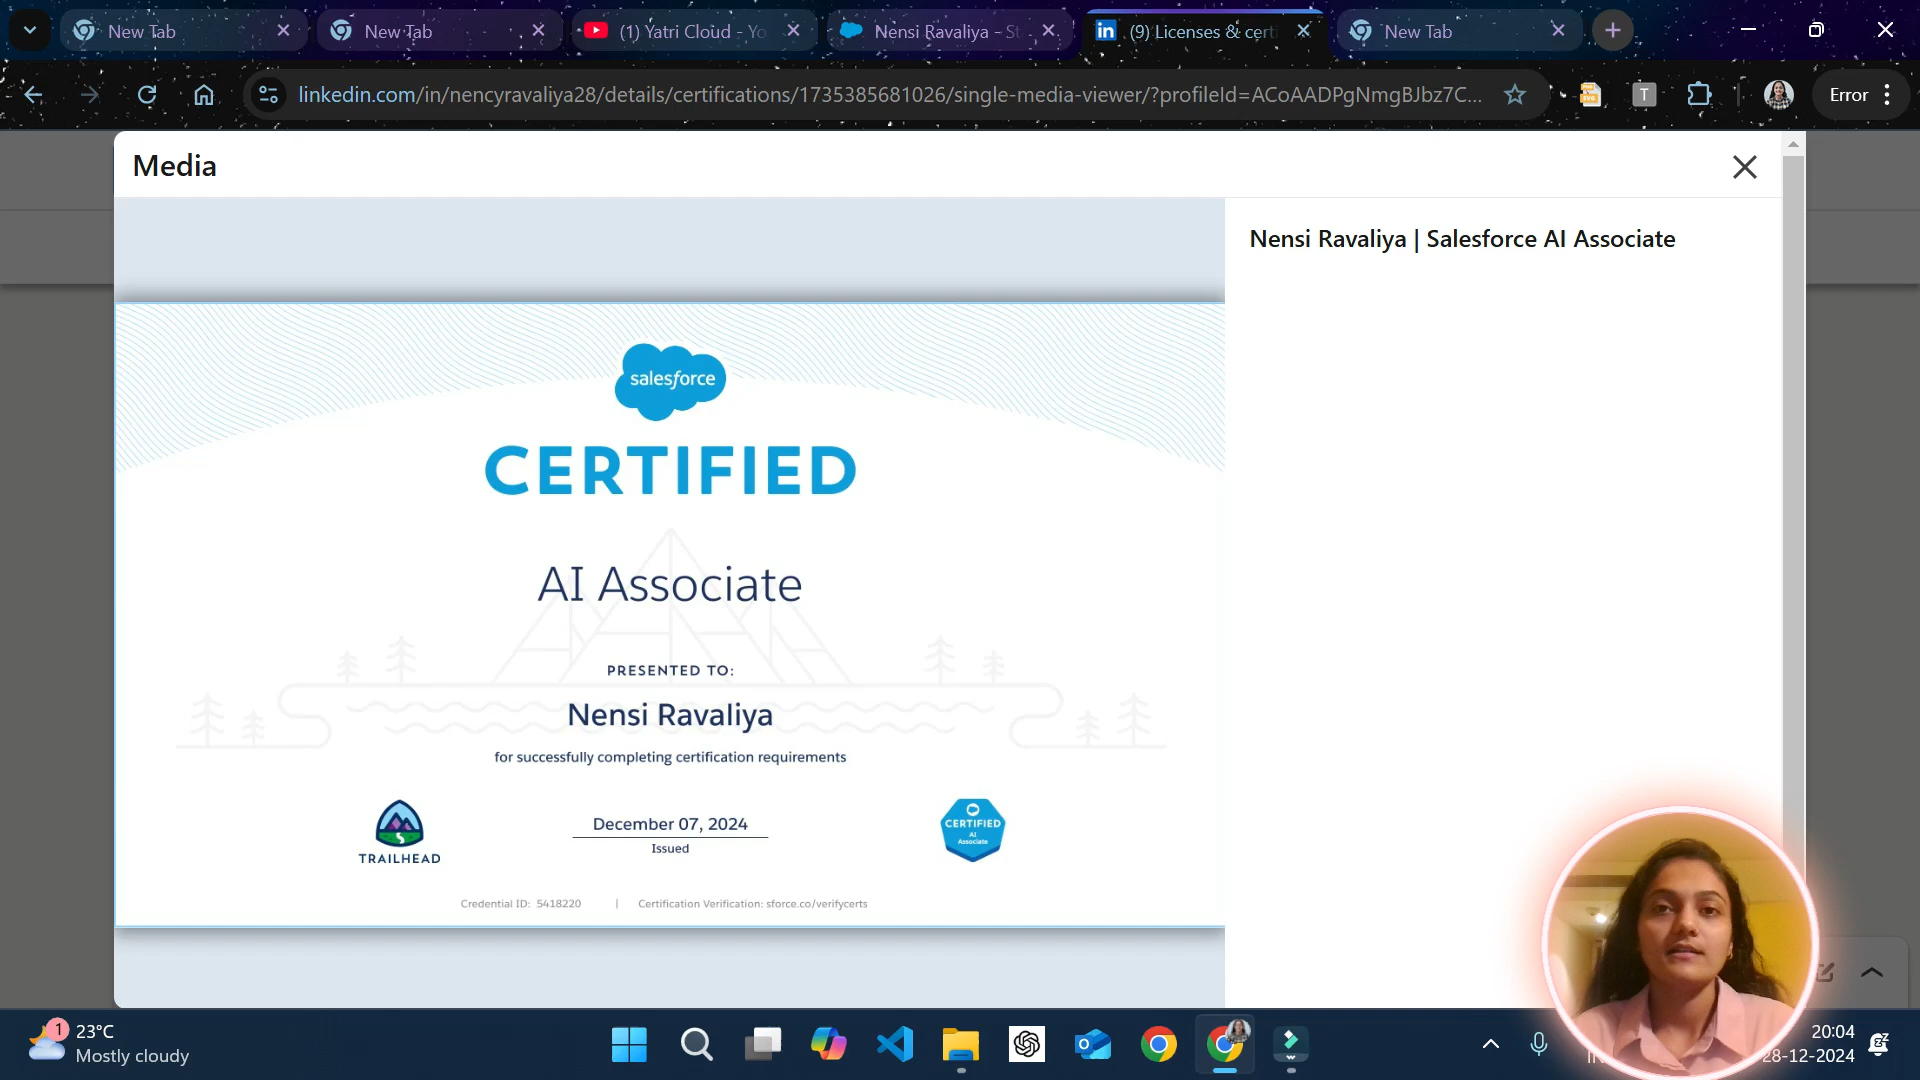 New Tab
New Tab
(1) Yatri Cloud - Yo
Nensi Ravaliya - St
(9) Licenses & certi
New Tab
linkedin.com/in/nencyravaliya28/details/certifications/1735385681026/single-media-viewer/?profileId=ACoAADPgNmgBJbz7C...
T
Error
Media
Nensi Ravaliya | Salesforce AI Associate
salesforce
CERTIFIED
AI Associate
PRESENTED TO:
Nensi Ravaliya
for successfully completing certification requirements
TRAILHEAD
December 07, 2024
Issued
CERTIFIED
AI
Associate
Credential ID: 5418220 | Certification Verification: sforce.co/verifycerts
1
23°C
Mostly cloudy
20:04
28-12-2024